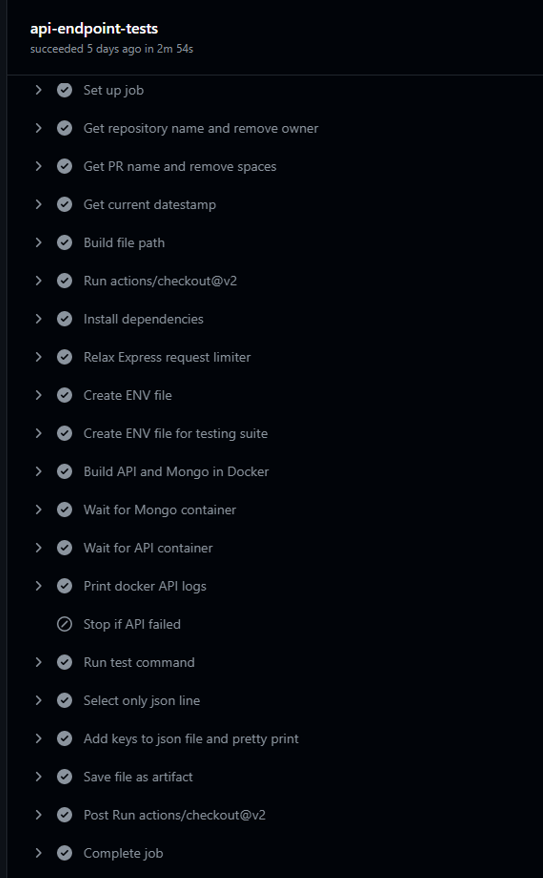 api-endpoint-tests
succeeded 5 days ago in 2m 54s
Set up job
Get repository name and remove owner
Get PR name and remove spaces
Get current datestamp
Build file path
Run actions/checkout@v2
Install dependencies
Relax Express request limiter
Create ENV file
Create ENV file for testing suite
Build API and Mongo in Docker
Wait for Mongo container
Wait for API container
Print docker API logs
Stop if API failed
Run test command
Select only json line
Add keys to json file and pretty print
Save file as artifact
Post Run actions/checkout@v2
Complete job